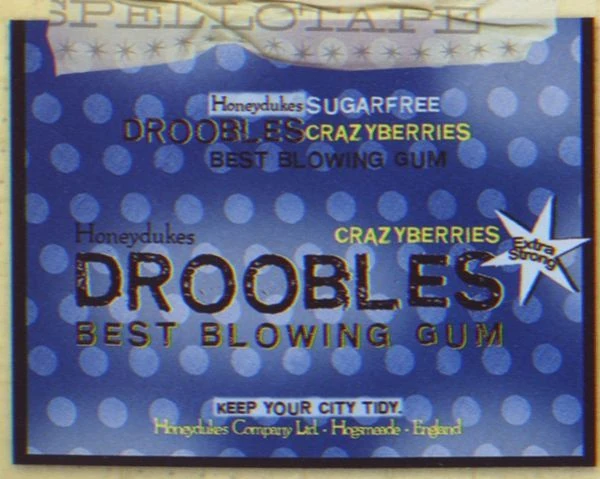 SPELLOTAPE
Honeydukes SUGARFREE
DROOBLES CRAZYBERRIES
BEST BLOWING GUM
Honeydukes CRAZYBERRIES
Extra
Strong
DROOBLES
BEST BLOWING GUM
KEEP YOUR CITY TIDY.
Honeydukes Company Ltd. - Hogsmeade - England